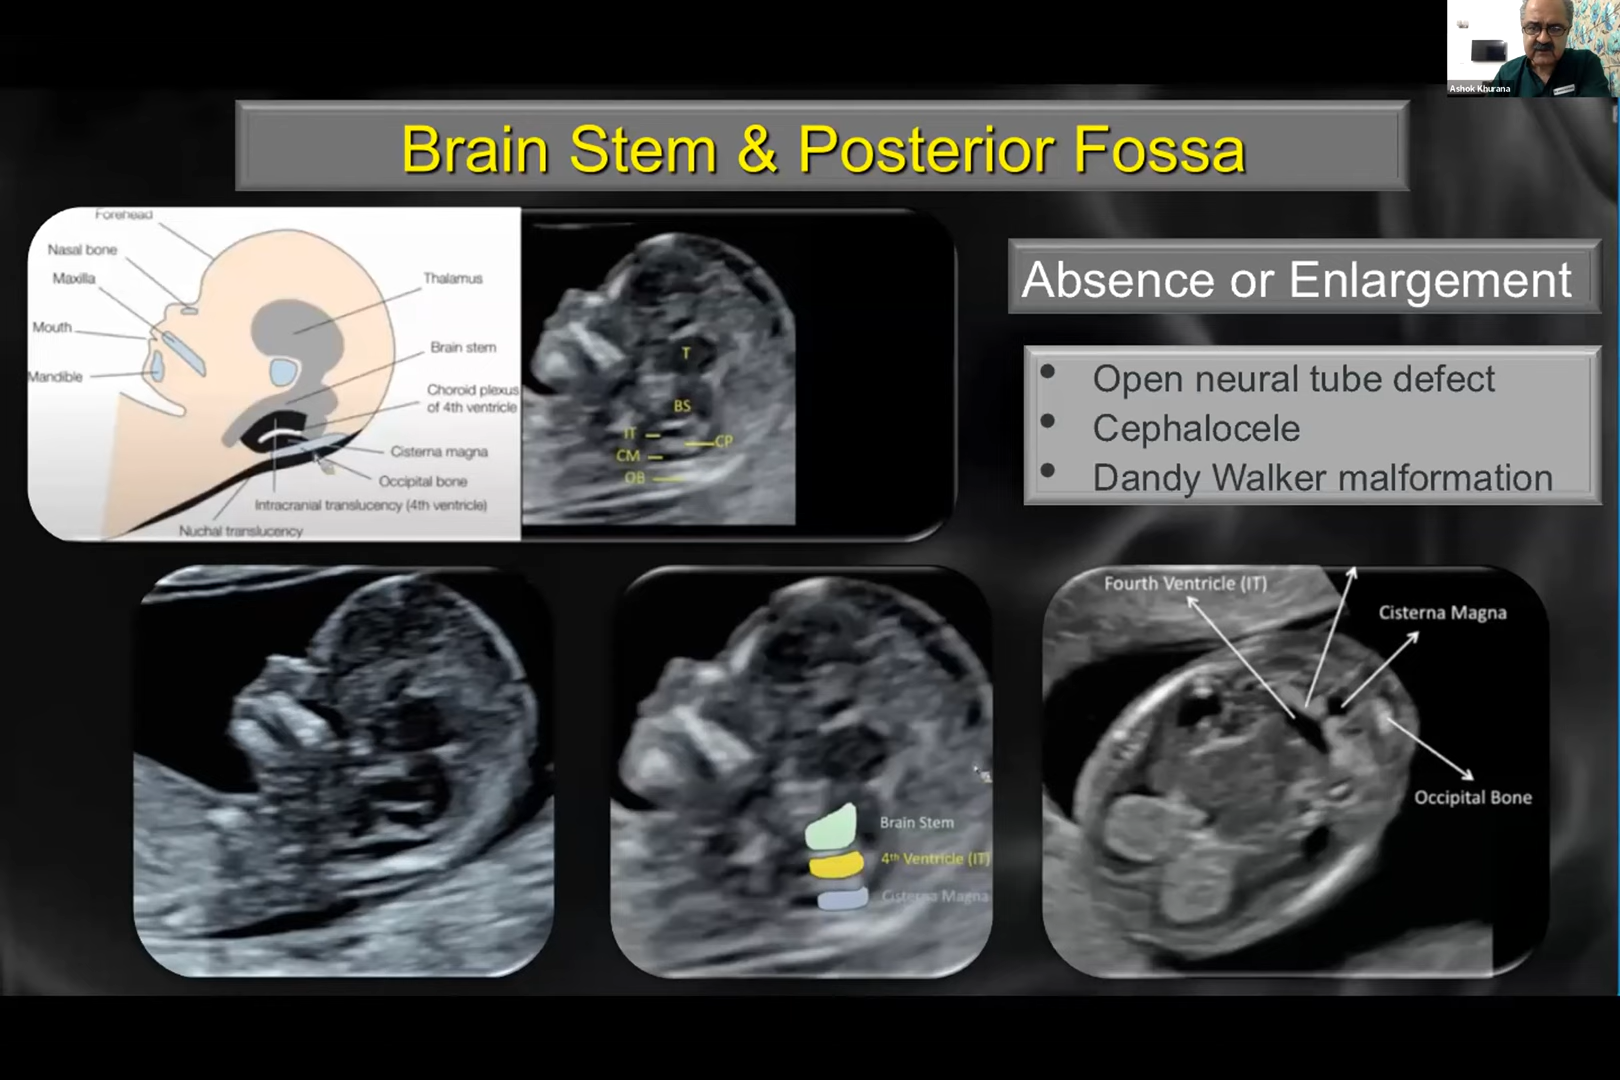 Ashok Khurana
Brain Stem & Posterior Fossa
Forehead
Nasal bone
Maxilla
Mouth
Mandible
Thalamus
Brain stem
Choroid plexus
of 4th ventricle
Cisterna magna
Occipital bone
Intracranial translucency (4th ventricle)
Nuchal translucency
T
BS
IT
CP
CM
OB
Absence or Enlargement
• Open neural tube defect
• Cephalocele
• Dandy Walker malformation
Brain Stem
4th Ventricle (IT)
Cisterna Magna
Fourth Ventricle (IT)
Cisterna Magna
Occipital Bone